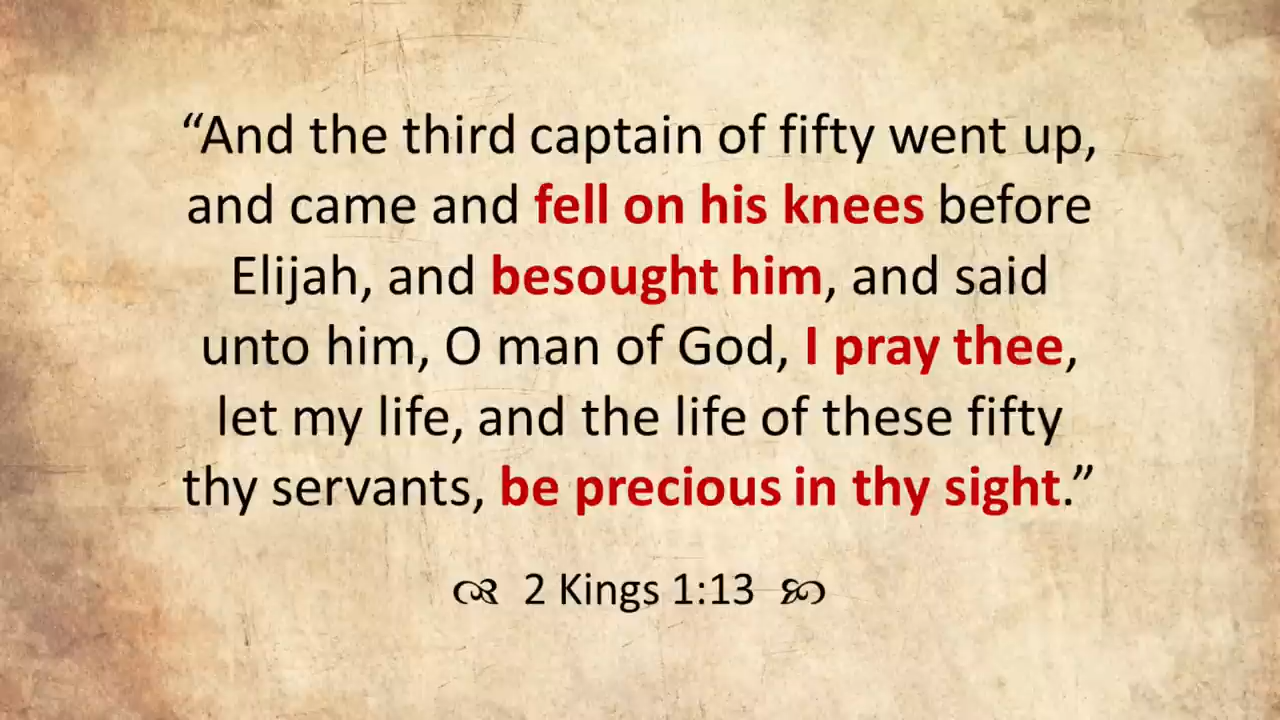 “And the third captain of fifty went up,
and came and fell on his knees before
Elijah, and besought him, and said
unto him, O man of God, I pray thee,
let my life, and the life of these fifty
thy servants, be precious in thy sight.”
2 Kings 1:13